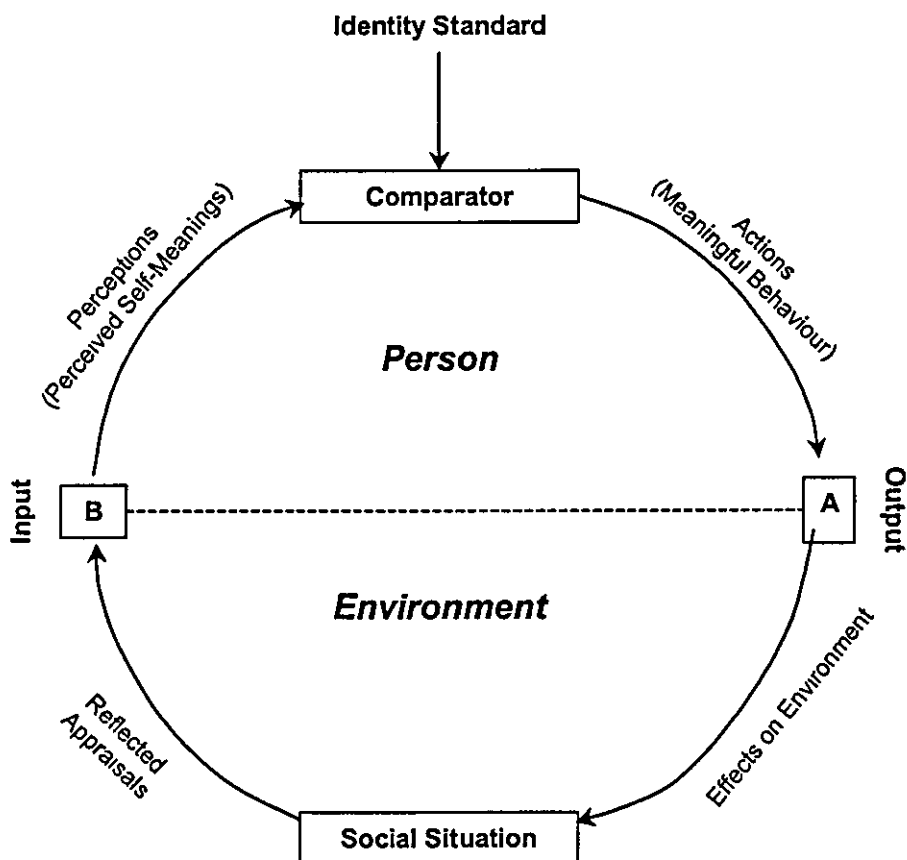 Identity Standard
Comparator
Perceptions
(Perceived Self-Meanings)
Actions
(Meaningful Behaviour)
Person
Input
B
A
Output
Environment
Reflected
Appraisals
Effects on Environment
Social Situation